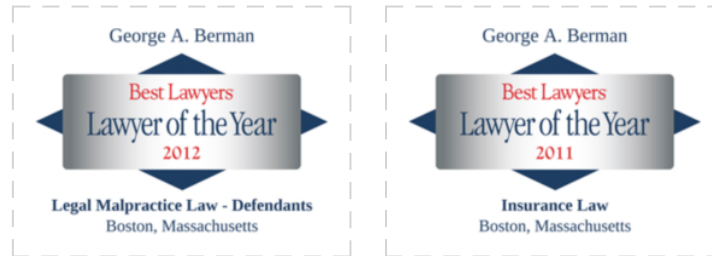 George A. Berman
Best Lawyers
Lawyer of the Year
2012
Legal Malpractice Law - Defendants
Boston, Massachusetts
George A. Berman
Best Lawyers
Lawyer of the Year
2011
Insurance Law
Boston, Massachusetts